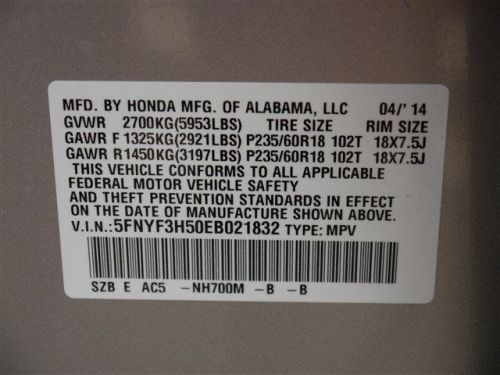 MFD. BY HONDA MFG. OF ALABAMA, LLC 04/'14
GVWR 2700KG(5953LBS) TIRE SIZE RIM SIZE
GAWR F 1325KG(2921LBS) P235/60R18 102T 18X7.5J
GAWR R1450KG(3197LBS) P235/60R18 102T 18X7.5J
THIS VEHICLE CONFORMS TO ALL APPLICABLE
FEDERAL MOTOR VEHICLE SAFETY
AND THEFT PREVENTION STANDARDS IN EFFECT
ON THE DATE OF MANUFACTURE SHOWN ABOVE.
V.I.N.: 5FNYF3H50EB021832 TYPE: MPV
SZB E AC5 -NH700M -B -B